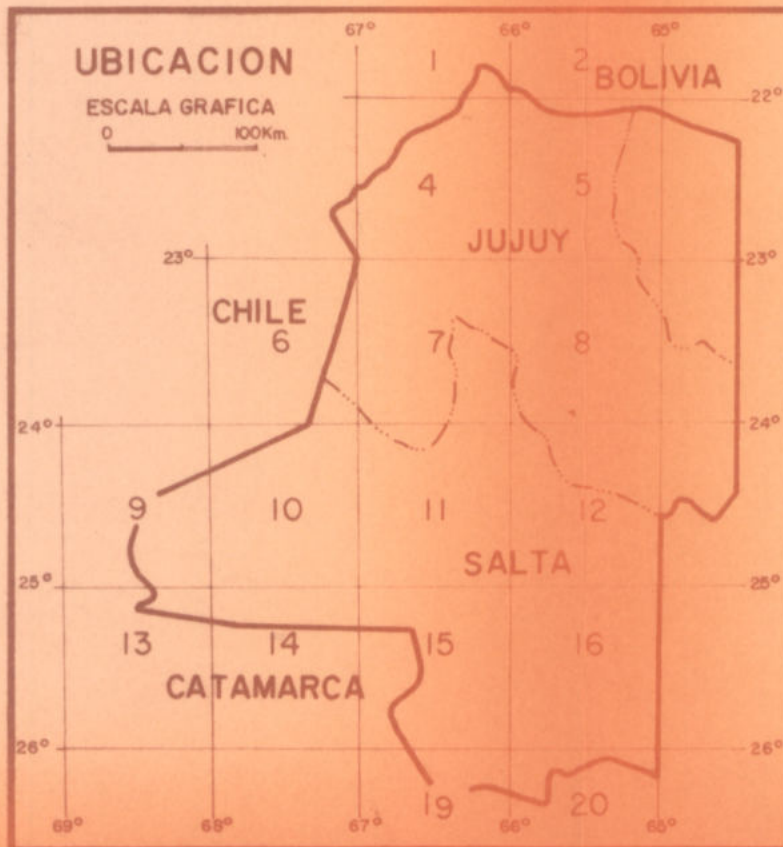 67° 66° 65°
UBICACION
1 2
BOLIVIA
ESCALA GRAFICA
22°
0 100Km.
4 5
JUJUY
23° 23°
CHILE
6 7 8
24° 24°
9 10 11 12
SALTA
25° 25°
13 14 15 16
CATAMARCA
26° 26°
19 20
69° 68° 67° 66° 65°